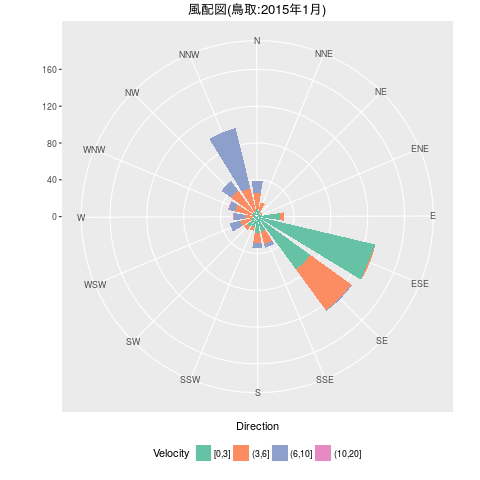 風配図(鳥取:2015年1月)
N
NNW
NNE
160
NW
NE
120
WNW
ENE
80
40
0
W
E
WSW
ESE
SW
SE
SSW
SSE
S
Direction
Velocity [0,3] (3,6] (6,10] (10,20]